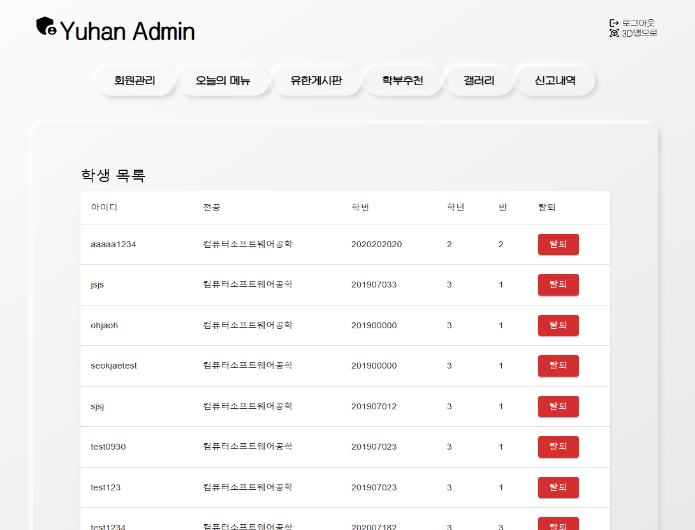 Yuhan Admin
로그아웃
3D맵으로
회원관리 오늘의 메뉴 유한게시판 학부추천 갤러리 신고내역
학생 목록
아이디 전공 학번 학년 반 탈퇴
aaaaa1234 컴퓨터소프트웨어공학 2020202020 2 2 탈퇴
jsjs 컴퓨터소프트웨어공학 201907033 3 1 탈퇴
ohjaoh 컴퓨터소프트웨어공학 201900000 3 1 탈퇴
seokjaetest 컴퓨터소프트웨어공학 201900000 3 1 탈퇴
sjsj 컴퓨터소프트웨어공학 201907012 3 1 탈퇴
test0930 컴퓨터소프트웨어공학 201907023 3 1 탈퇴
test123 컴퓨터소프트웨어공학 201907023 3 1 탈퇴
test1234 컴퓨터소프트웨어공학 202007182 3 3 탈퇴